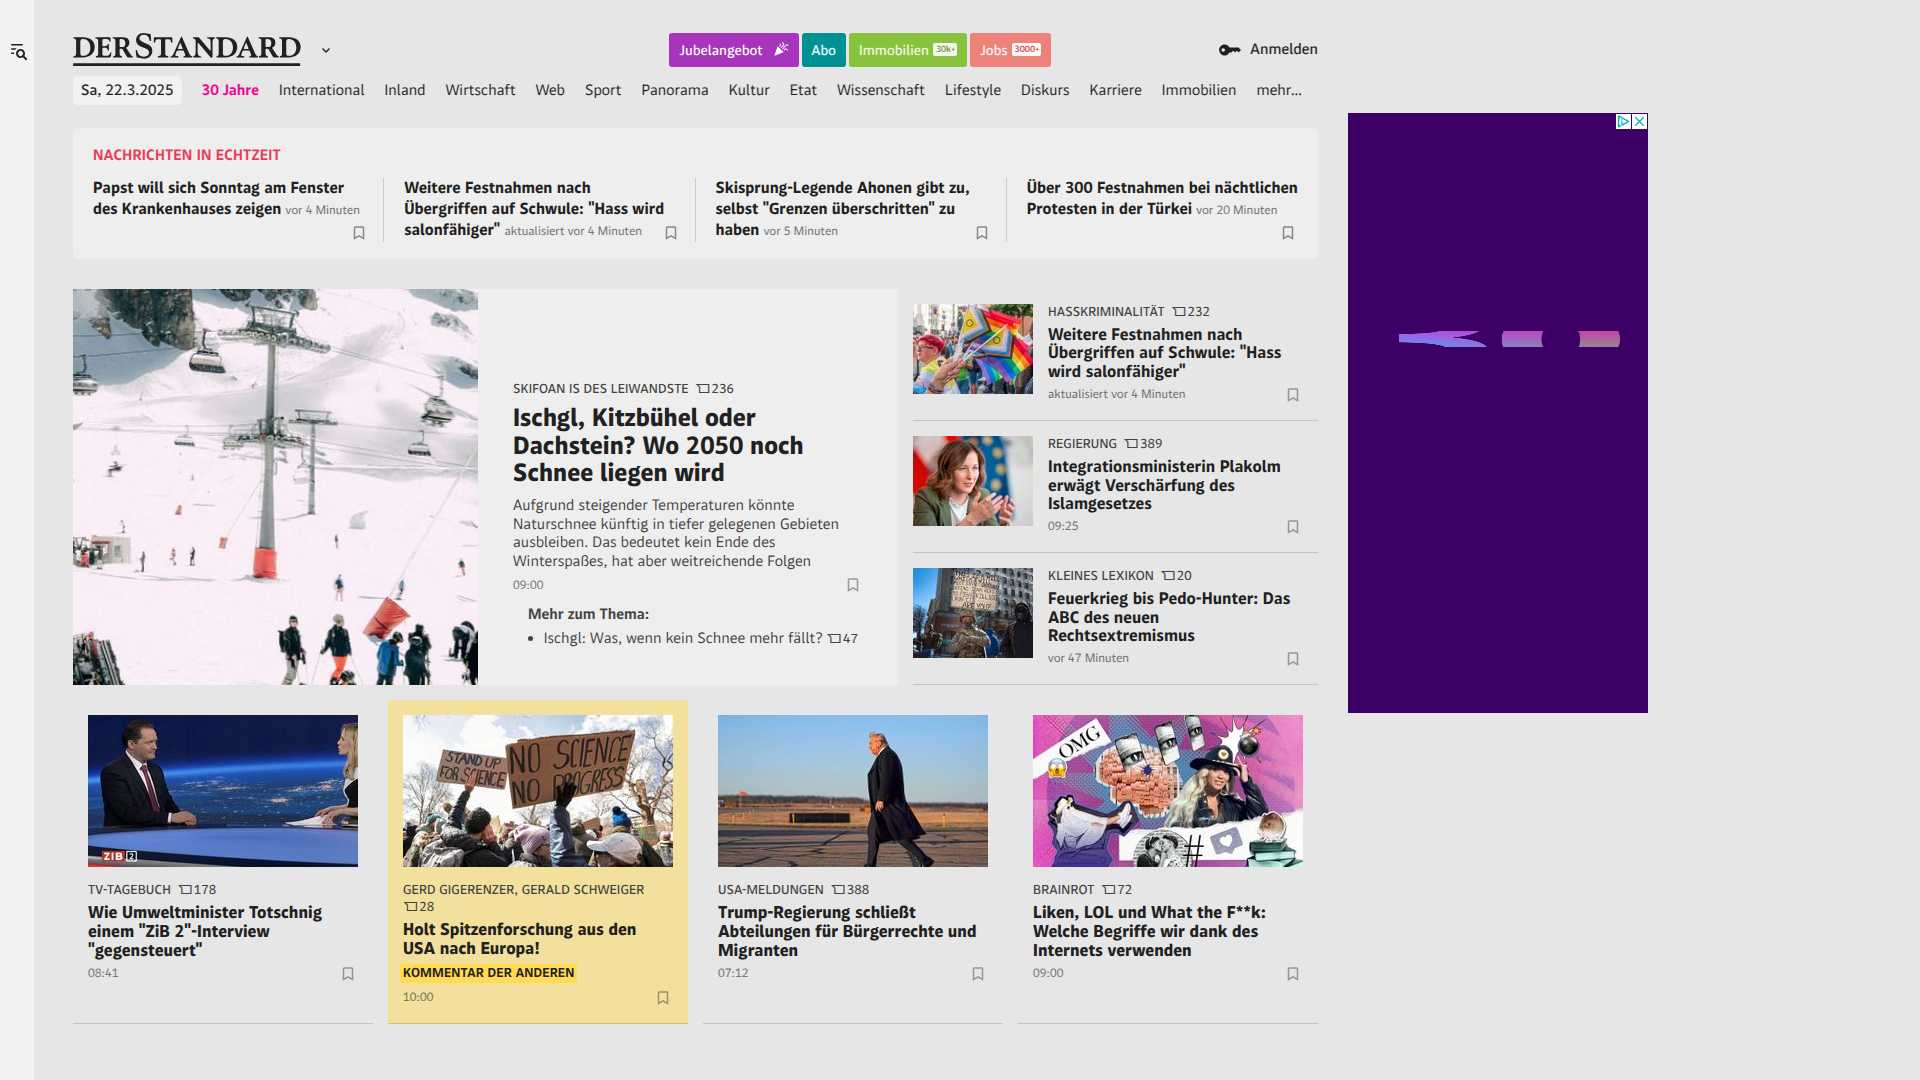 DERSTANDARD
Jubelangebot
Abo
Immobilien 30k+
Jobs 3000+
Anmelden
Sa, 22.3.2025
30 Jahre
International
Inland
Wirtschaft
Web
Sport
Panorama
Kultur
Etat
Wissenschaft
Lifestyle
Diskurs
Karriere
Immobilien
mehr...
NACHRICHTEN IN ECHTZEIT
Papst will sich Sonntag am Fenster
des Krankenhauses zeigen vor 4 Minuten
Weitere Festnahmen nach
Übergriffen auf Schwule: "Hass wird
salonfähiger" aktualisiert vor 4 Minuten
Skisprung-Legende Ahonen gibt zu,
selbst "Grenzen überschritten" zu
haben vor 5 Minuten
Über 300 Festnahmen bei nächtlichen
Protesten in der Türkei vor 20 Minuten
SKIFOAN IS DES LEIWANDSTE 236
Ischgl, Kitzbühel oder
Dachstein? Wo 2050 noch
Schnee liegen wird
Aufgrund steigender Temperaturen könnte
Naturschnee künftig in tiefer gelegenen Gebieten
ausbleiben. Das bedeutet kein Ende des
Winterspaßes, hat aber weitreichende Folgen
09:00
Mehr zum Thema:
• Ischgl: Was, wenn kein Schnee mehr fällt? 47
HASSKRIMINALITÄT 232
Weitere Festnahmen nach
Übergriffen auf Schwule: "Hass
wird salonfähiger"
aktualisiert vor 4 Minuten
REGIERUNG 389
Integrationsministerin Plakolm
erwägt Verschärfung des
Islamgesetzes
09:25
KLEINES LEXIKON 20
Feuerkrieg bis Pedo-Hunter: Das
ABC des neuen
Rechtsextremismus
vor 47 Minuten
ZIB 2
TV-TAGEBUCH 178
Wie Umweltminister Totschnig
einem "ZiB 2"-Interview
"gegensteuert"
08:41
STAND UP
FOR SCIENCE
NO SCIENCE
NO PROGRESS
GERD GIGERENZER, GERALD SCHWEIGER
28
Holt Spitzenforschung aus den
USA nach Europa!
KOMMENTAR DER ANDEREN
10:00
USA-MELDUNGEN 388
Trump-Regierung schließt
Abteilungen für Bürgerrechte und
Migranten
07:12
OMG
#
BRAINROT 72
Liken, LOL und What the F**k:
Welche Begriffe wir dank des
Internets verwenden
09:00